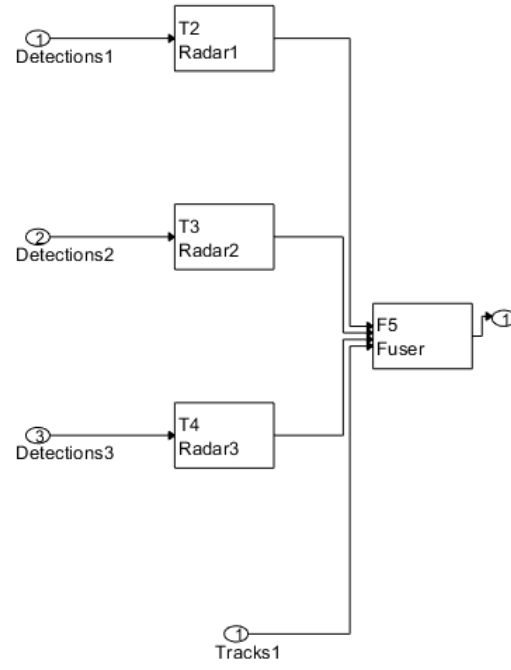 1
Detections1
T2
Radar1
2
Detections2
T3
Radar2
F5
Fuser
1
3
Detections3
T4
Radar3
1
Tracks1